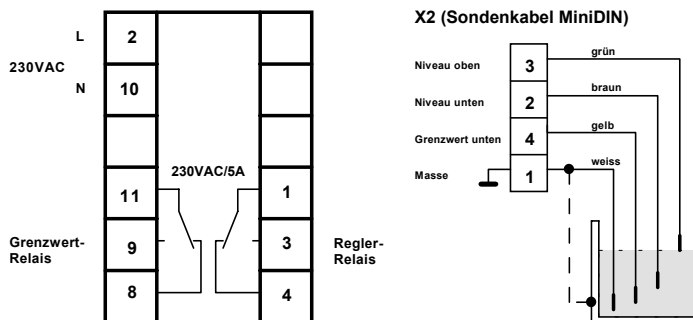 L
2
230VAC
N
10
230VAC/5A
11
1
Grenzwert-
Relais
9
3
Regler-
Relais
8
4
X2 (Sondenkabel MiniDIN)
Niveau oben
3
grün
Niveau unten
2
braun
Grenzwert unten
4
gelb
Masse
1
weiss